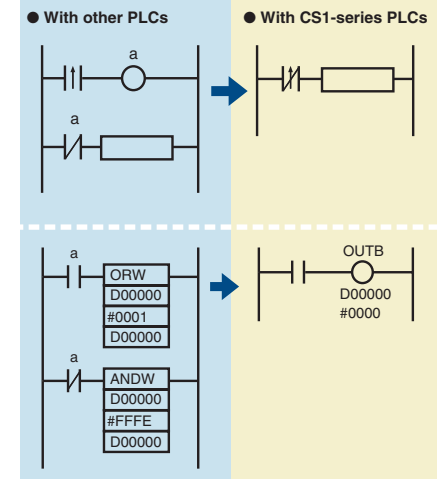 ● With other PLCs
● With CS1-series PLCs
a
a
a
ORW
D00000
#0001
D00000
a
ANDW
D00000
#FFFE
D00000
OUTB
D00000
#0000